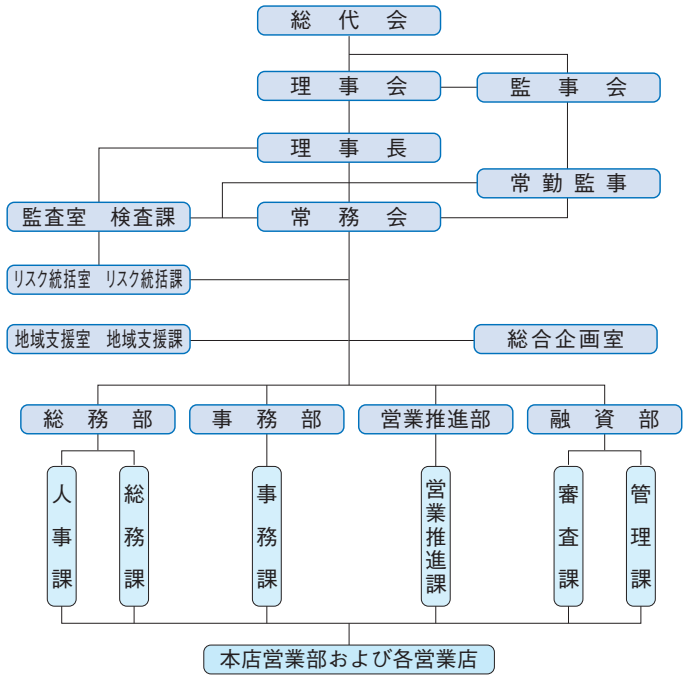 総代会
理事会
監事会
理事長
常勤監事
監査室 検査課
常務会
リスク統括室 リスク統括課
地域支援室 地域支援課
総合企画室
総務部
事務部
営業推進部
融資部
人事課
総務課
事務課
営業推進課
審査課
管理課
本店営業部および各営業店